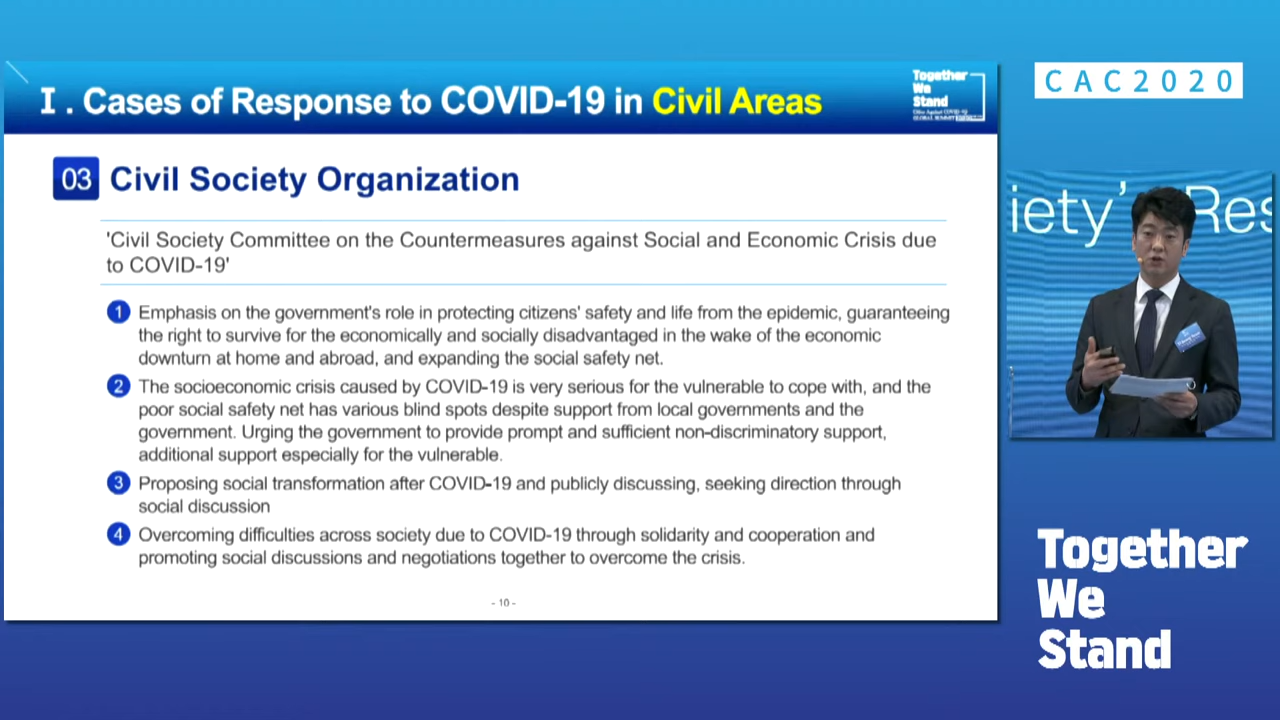 I . Cases of Response to COVID-19 in Civil Areas
Together
We
Stand
CAC2020
03 Civil Society Organization
'Civil Society Committee on the Countermeasures against Social and Economic Crisis due
to COVID-19'
1 Emphasis on the government's role in protecting citizens' safety and life from the epidemic, guaranteeing
the right to survive for the economically and socially disadvantaged in the wake of the economic
downturn at home and abroad, and expanding the social safety net.
2 The socioeconomic crisis caused by COVID-19 is very serious for the vulnerable to cope with, and the
poor social safety net has various blind spots despite support from local governments and the
government. Urging the government to provide prompt and sufficient non-discriminatory support,
additional support especially for the vulnerable.
3 Proposing social transformation after COVID-19 and publicly discussing, seeking direction through
social discussion
4 Overcoming difficulties across society due to COVID-19 through solidarity and cooperation and
promoting social discussions and negotiations together to overcome the crisis.
- 10 -
iety' Res
Together
We
Stand